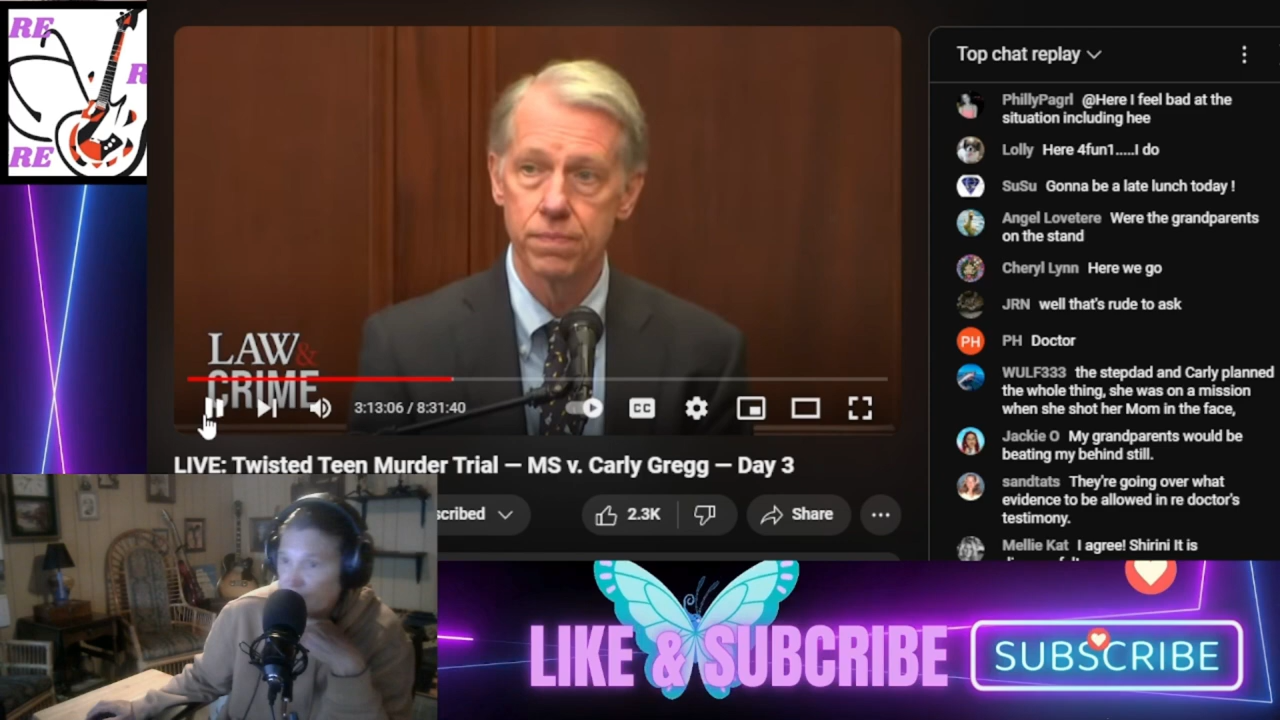 RE
R
RE
Top chat replay
PhillyPagrl @Here I feel bad at the
situation including hee
Lolly Here 4fun1.....I do
SuSu Gonna be a late lunch today !
Angel Lovetere Were the grandparents
on the stand
Cheryl Lynn Here we go
JRN well that's rude to ask
PH PH Doctor
WULF333 the stepdad and Carly planned
the whole thing, she was on a mission
when she shot her Mom in the face,
Jackie O My grandparents would be
beating my behind still.
sandtats They're going over what
evidence to be allowed in re doctor's
testimony.
Mellie Kat I agree! Shirini It is
LAW&
CRIME
3:13:06 / 8:31:40
CC
LIVE: Twisted Teen Murder Trial — MS v. Carly Gregg — Day 3
scribed
2.3K
Share
LIKE & SUBCRIBE
SUBSCRIBE